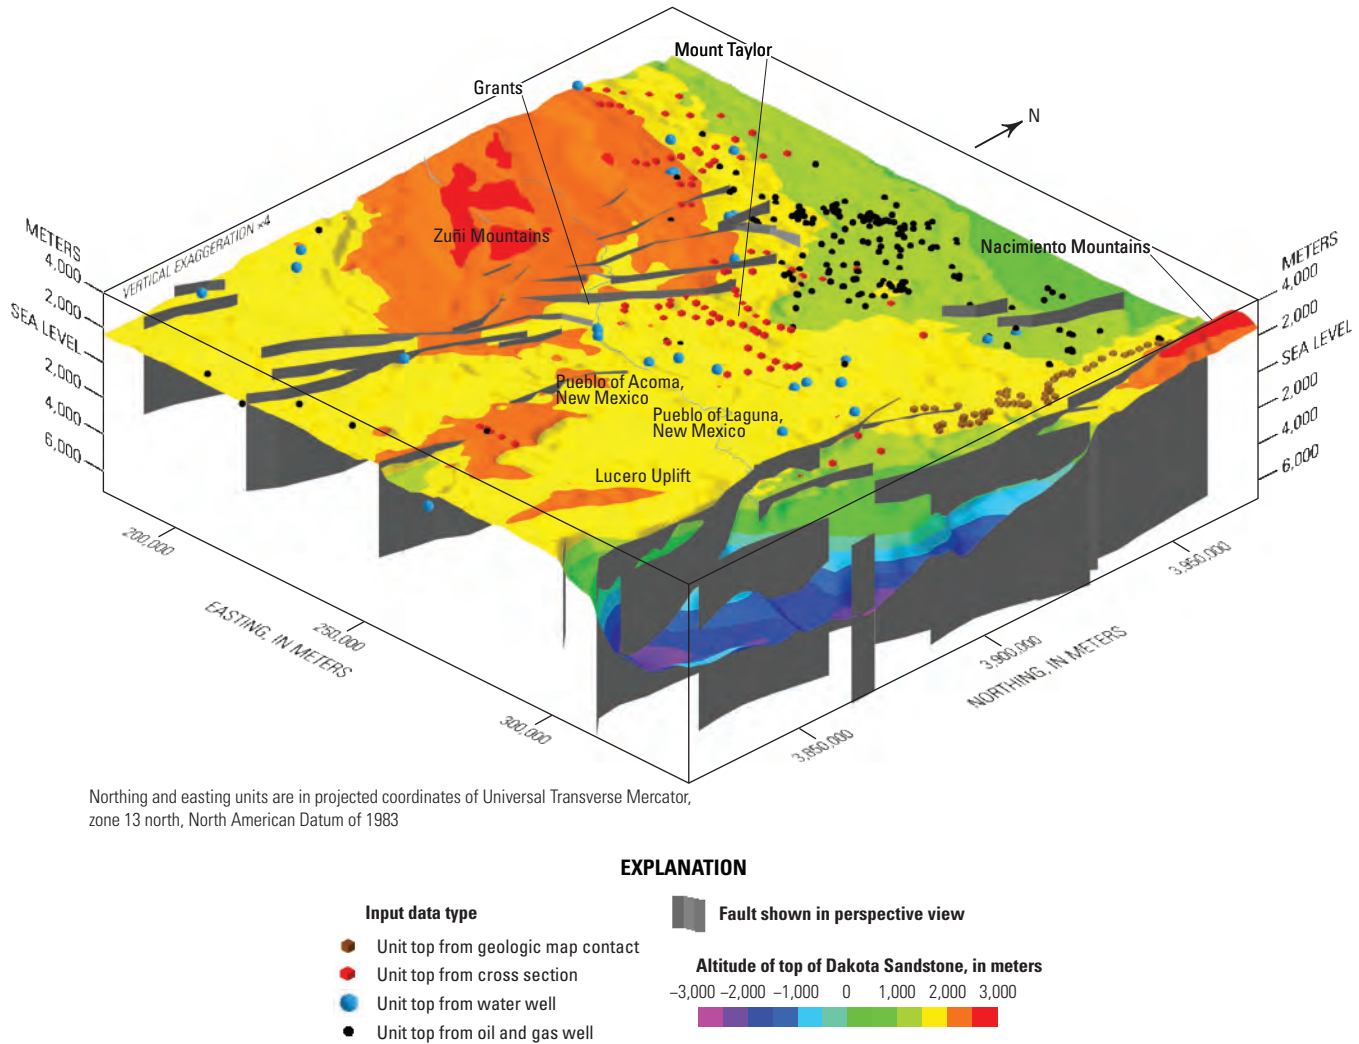 Mount Taylor
Grants
N
Nacimiento Mountains
Zuñi Mountains
METERS
4,000
2,000
SEA LEVEL
2,000
4,000
6,000
VERTICAL EXAGGERATION ×4
METERS
4,000
2,000
SEA LEVEL
2,000
4,000
6,000
Pueblo of Acoma,
New Mexico
Pueblo of Laguna,
New Mexico
Lucero Uplift
200,000
250,000
300,000
EASTING, IN METERS
3,950,000
3,900,000
3,850,000
NORTHING, IN METERS
Northing and easting units are in projected coordinates of Universal Transverse Mercator,
zone 13 north, North American Datum of 1983
EXPLANATION
Input data type
Unit top from geologic map contact
Unit top from cross section
Unit top from water well
Unit top from oil and gas well
Fault shown in perspective view
Altitude of top of Dakota Sandstone, in meters
−3,000 −2,000 −1,000 0 1,000 2,000 3,000